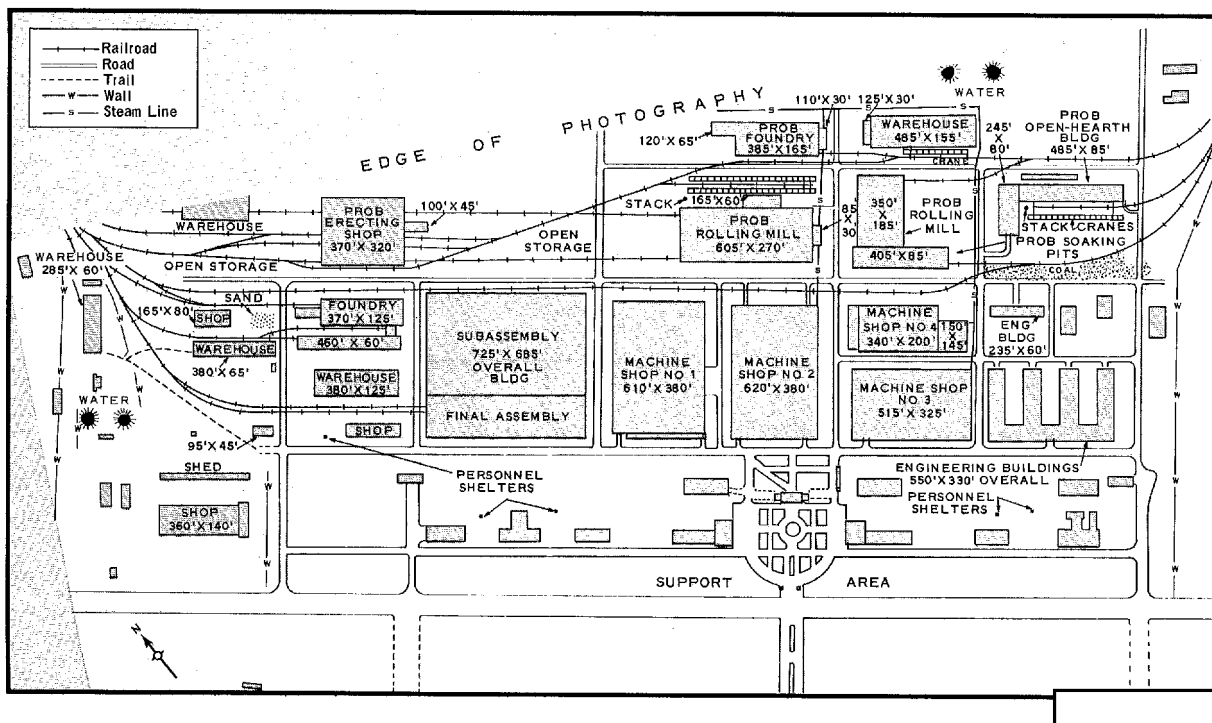 Railroad
Road
Trail
Wall
Steam Line
EDGE OF PHOTOGRAPHY
WATER
110'X30'
125'X30'
120'X65'
PROB
FOUNDRY
385'X165'
WAREHOUSE
485'X155'
CRANE
245'
X
80'
PROB
OPEN-HEARTH
BLDG
485'X85'
WAREHOUSE
PROB
ERECTING
SHOP
370'X320'
100'X45'
STACK
165'X60'
PROB
ROLLING MILL
605'X270'
85'
X
30'
350'
X
185'
PROB
ROLLING
MILL
405'X85'
STACK
CRANES
PROB SOAKING
PITS
COAL
OPEN
STORAGE
OPEN STORAGE
WAREHOUSE
285'X60'
165'X80'
SHOP
SAND
FOUNDRY
370'X125'
460'X60'
WAREHOUSE
380'X65'
WAREHOUSE
380'X125'
SHOP
WATER
95'X45'
SUBASSEMBLY
725'X685'
OVERALL
BLDG
FINAL ASSEMBLY
MACHINE
SHOP NO.1
610'X380'
MACHINE
SHOP NO.2
620'X380'
MACHINE
SHOP NO.4
340'X200'
150'
X
145'
MACHINE SHOP
NO.3
515'X325'
ENG
BLDG
235'X60'
ENGINEERING BUILDINGS
550'X330' OVERALL
PERSONNEL
SHELTERS
PERSONNEL
SHELTERS
SHED
SHOP
360'X140'
SUPPORT AREA
N